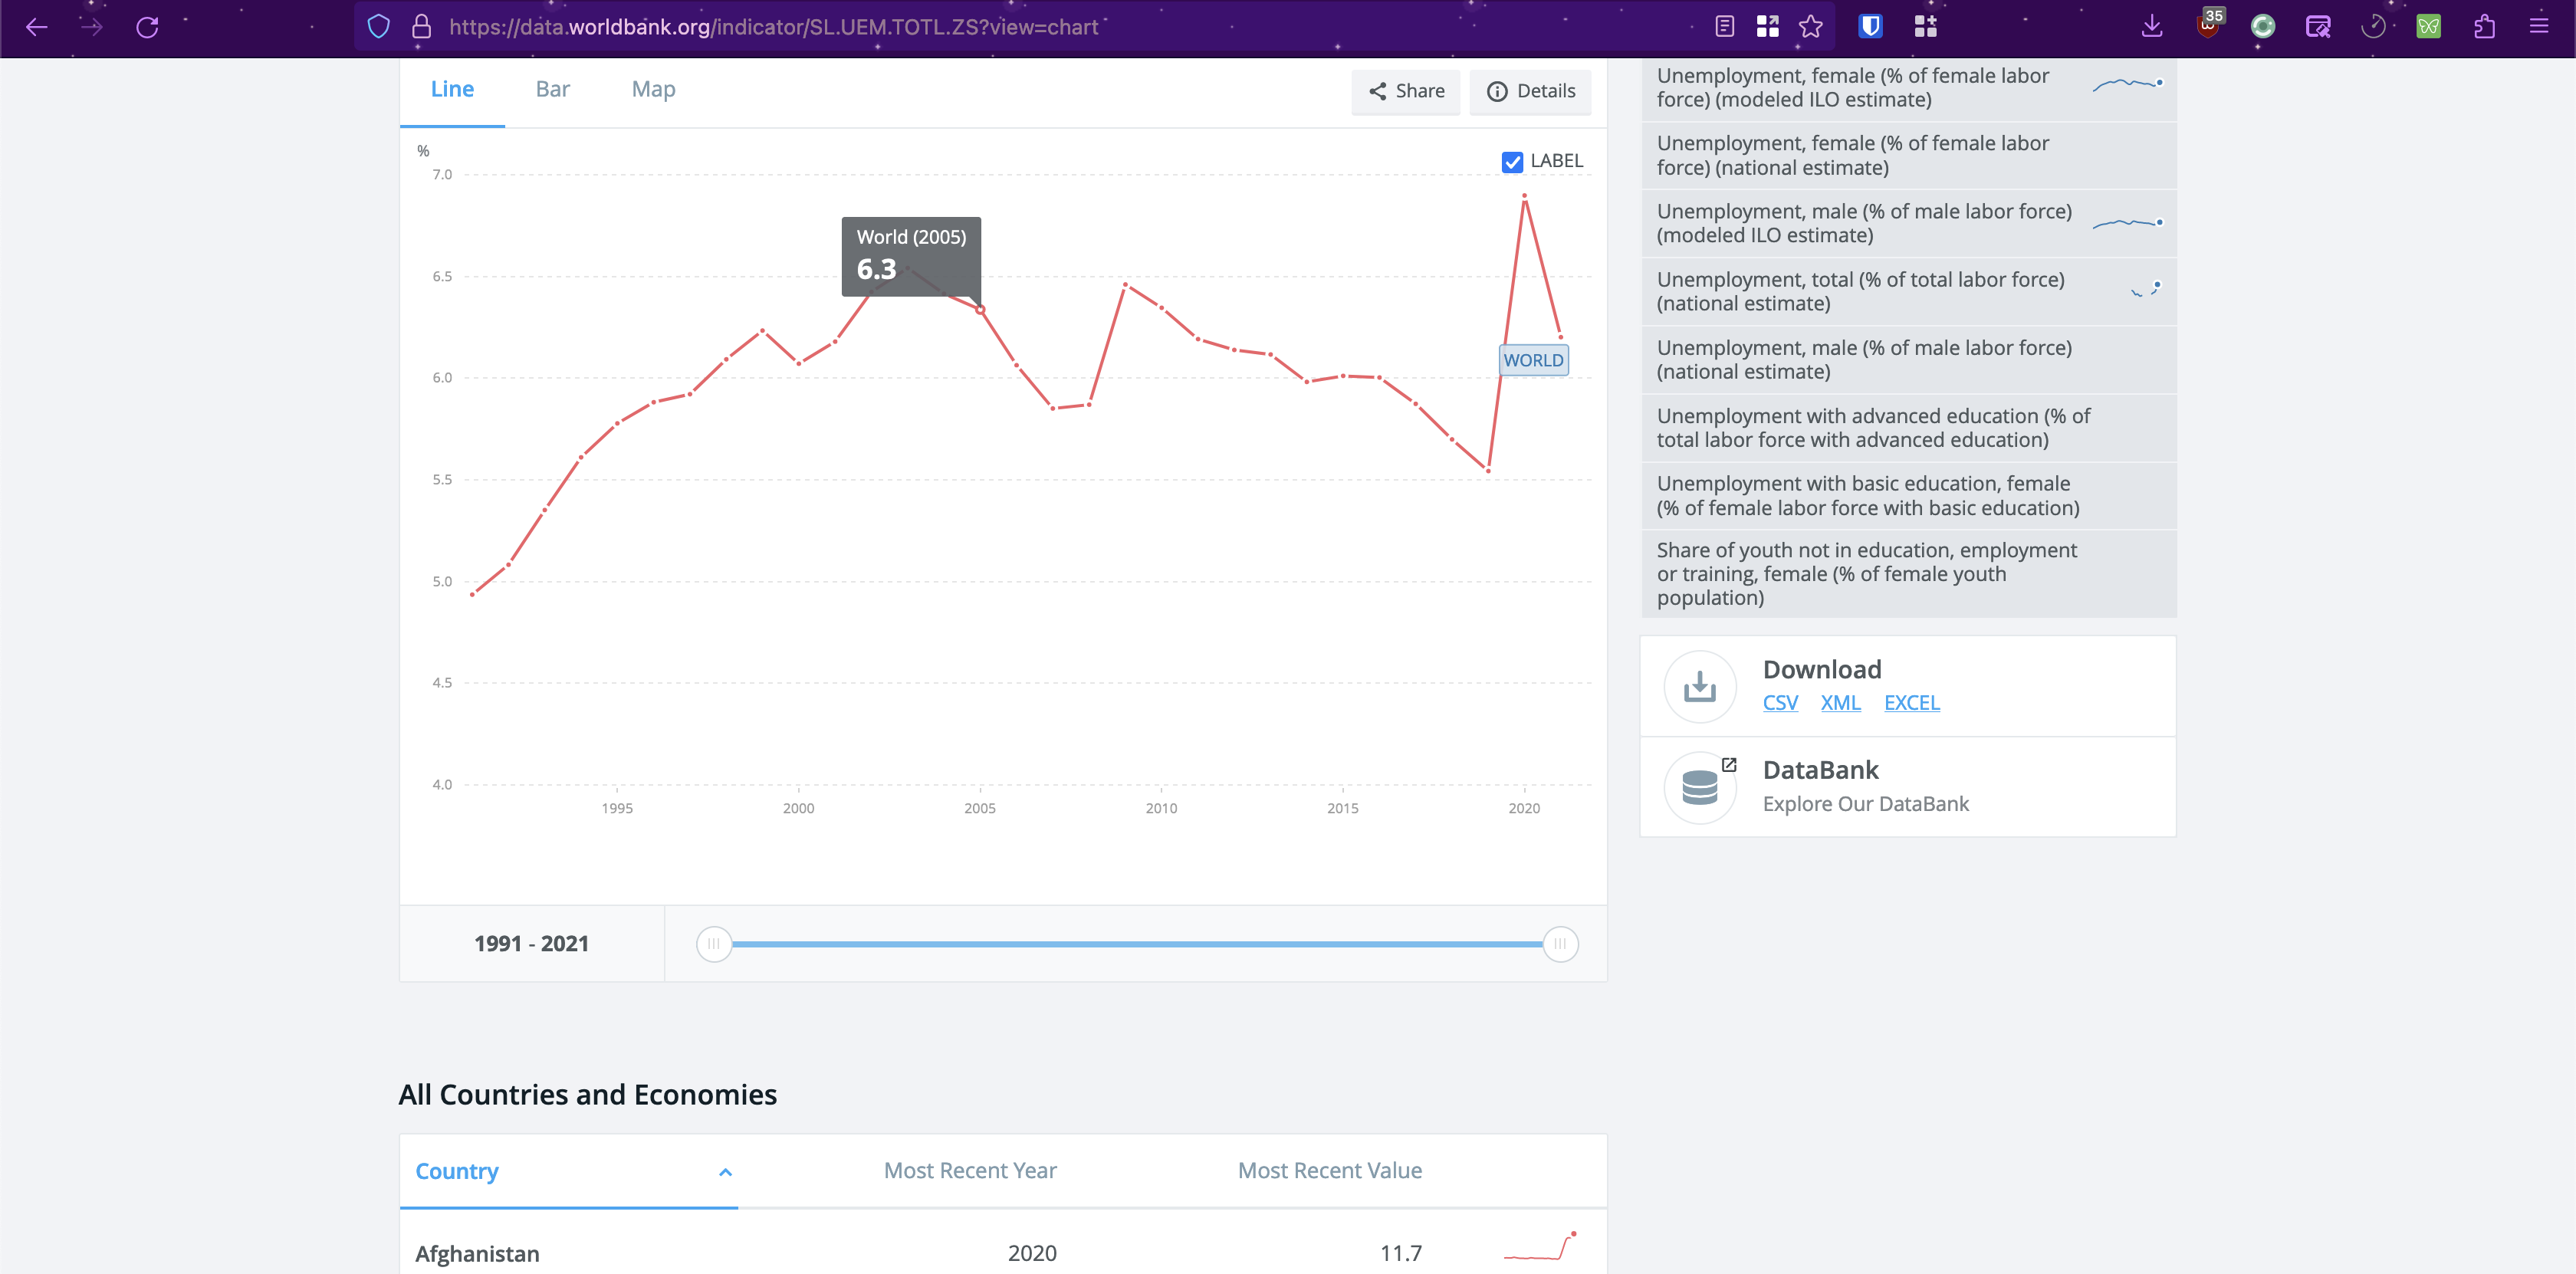 https://data.worldbank.org/indicator/SL.UEM.TOTL.ZS?view=chart
35
Line Bar Map
Share Details
%
LABEL
7.0
6.5
6.0
5.5
5.0
4.5
4.0
World (2005)
6.3
WORLD
1995 2000 2005 2010 2015 2020
1991 - 2021
Unemployment, female (% of female labor
force) (modeled ILO estimate)
Unemployment, female (% of female labor
force) (national estimate)
Unemployment, male (% of male labor force)
(modeled ILO estimate)
Unemployment, total (% of total labor force)
(national estimate)
Unemployment, male (% of male labor force)
(national estimate)
Unemployment with advanced education (% of
total labor force with advanced education)
Unemployment with basic education, female
(% of female labor force with basic education)
Share of youth not in education, employment
or training, female (% of female youth
population)
Download
CSV XML EXCEL
DataBank
Explore Our DataBank
All Countries and Economies
Country Most Recent Year Most Recent Value
Afghanistan 2020 11.7